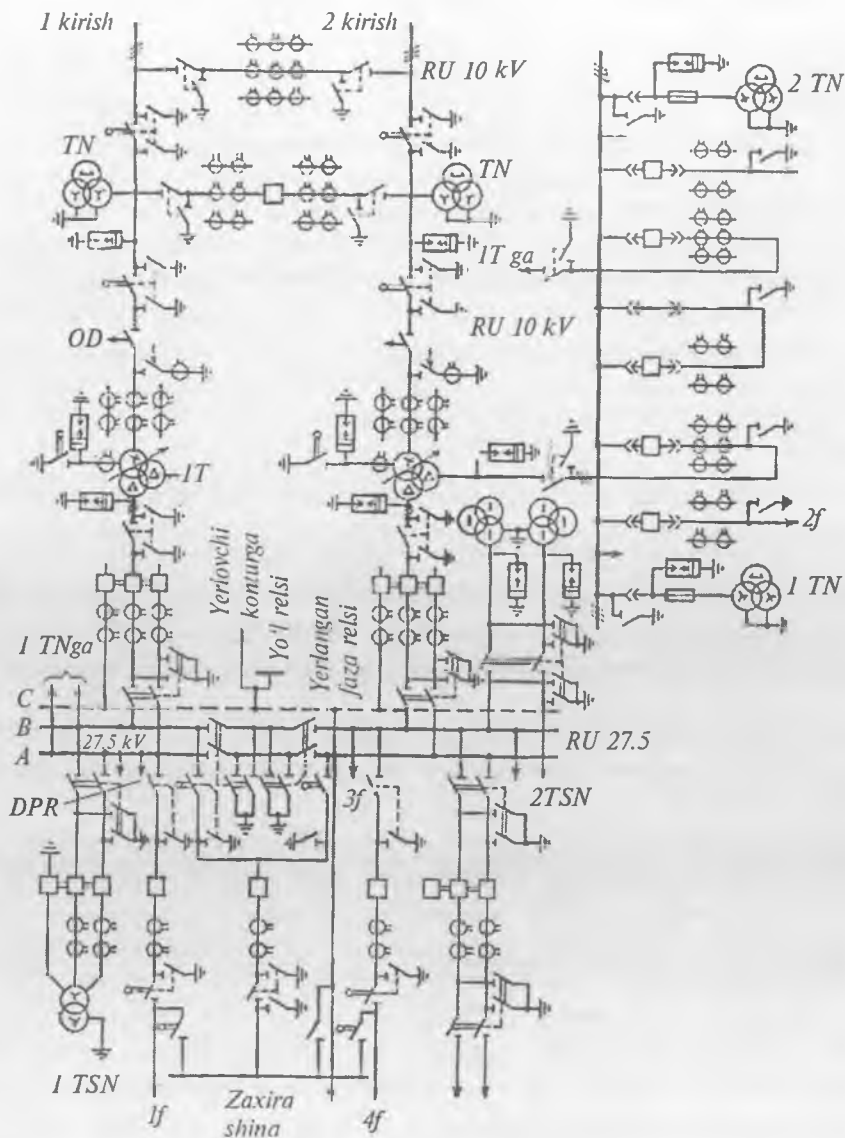 1 kirish
2 kirish
RU 10 kV
2 TN
TN
TN
1T ga
OD
RU 10 kV
1T
2f
Yerlovchi
konturga
Yo'l relsi
Yerlangan
faza relsi
1 TN
1 TNga
C
B
27,5 kV
RU 27.5
A
DPR
3f
2TSN
1 TSN
1f
Zaxira
shina
4f